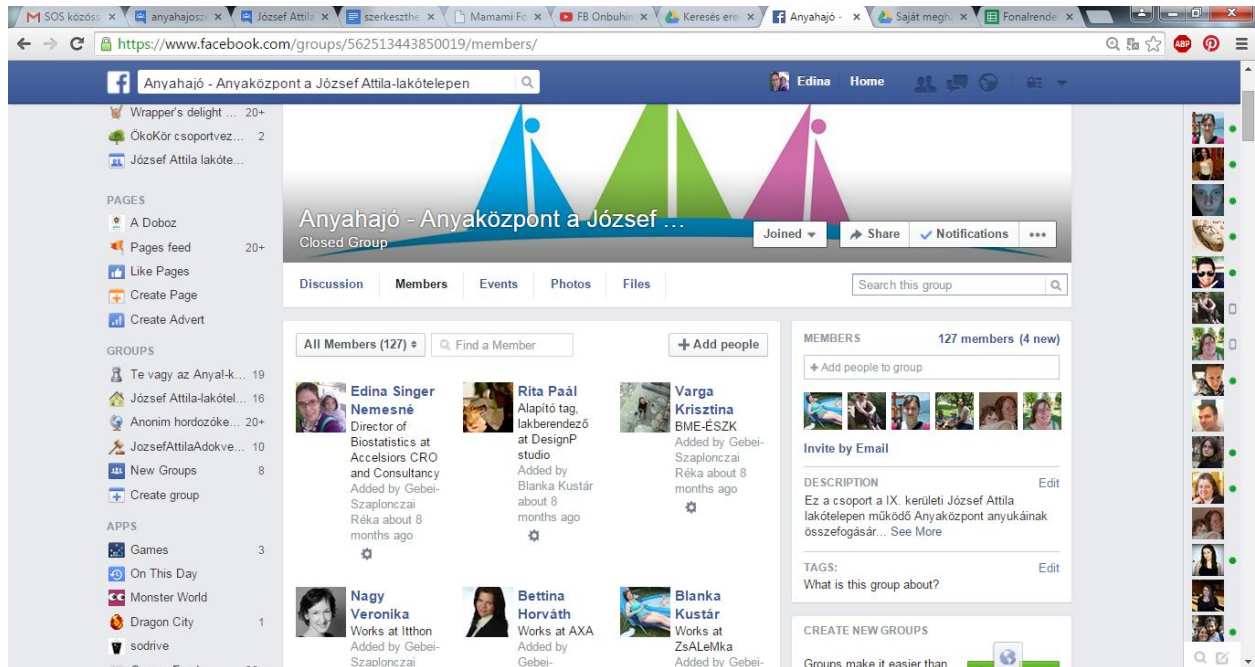 SOS közöss
anyahajosz
József Attila
szerkeszthe
Mamami Fó
FB Onbuhim
Keresés ere
Anyahajó -
Saját megh
Fonalrende
https://www.facebook.com/groups/562513443850019/members/
ABP
Anyahajó - Anyaközpont a József Attila-lakótelepen
Edina Home
Wrapper's delight ... 20+
ÖkoKör csoportvez... 2
József Attila lakóte...
PAGES
A Doboz
Pages feed 20+
Like Pages
Create Page
Create Advert
GROUPS
Te vagy az Anya!-k... 19
József Attila-lakótel... 16
Anonim hordozóke... 20+
JozsefAttilaAdokve... 10
New Groups 8
Create group
APPS
Games 3
On This Day
Monster World
Dragon City 1
sodrive
Anyahajó - Anyaközpont a József ...
Closed Group
Joined
Share
Notifications
Discussion Members Events Photos Files
Search this group
All Members (127)
Find a Member
Add people
Edina Singer
Nemesné
Director of
Biostatistics at
Accelsiors CRO
and Consultancy
Added by Gebei-
Szaplonczai
Réka about 8
months ago
Rita Paál
Alapító tag,
lakberendező
at DesignP
studio
Added by
Blanka Kustár
about 8
months ago
Varga
Krisztina
BME-ÉSZK
Added by Gebei-
Szaplonczai
Réka about 8
months ago
Nagy
Veronika
Works at Itthon
Added by Gebei-
Szaplonczai
Bettina
Horváth
Works at AXA
Added by
Gebei-
Blanka
Kustár
Works at
ZsALeMka
Added by Gebei-
MEMBERS 127 members (4 new)
+ Add people to group
Invite by Email
DESCRIPTION Edit
Ez a csoport a IX. kerületi József Attila
lakótelepen működő Anyaközpont anyukáinak
összefogásár... See More
TAGS: Edit
What is this group about?
CREATE NEW GROUPS
Groups make it easier than